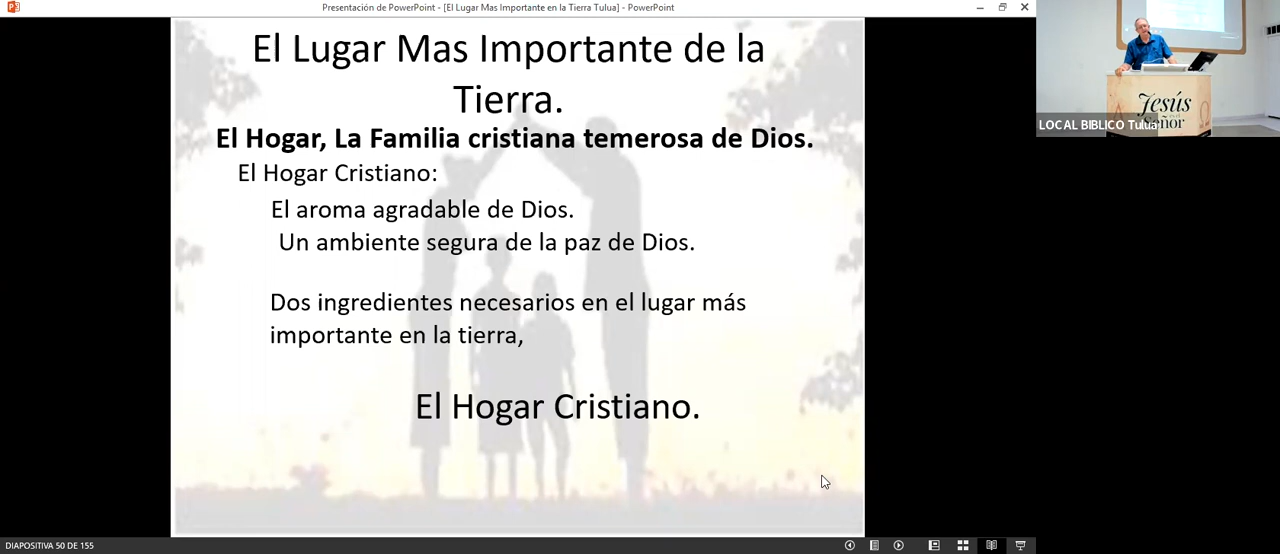 Presentación de PowerPoint - [El Lugar Mas Importante en la Tierra Tulua] - PowerPoint
El Lugar Mas Importante de la
Tierra.
El Hogar, La Familia cristiana temerosa de Dios.
El Hogar Cristiano:
El aroma agradable de Dios.
Un ambiente segura de la paz de Dios.
Dos ingredientes necesarios en el lugar más
importante en la tierra,
El Hogar Cristiano.
Jesús
es el
Señor
LOCAL BIBLICO Tulua
DIAPOSITIVA 50 DE 155